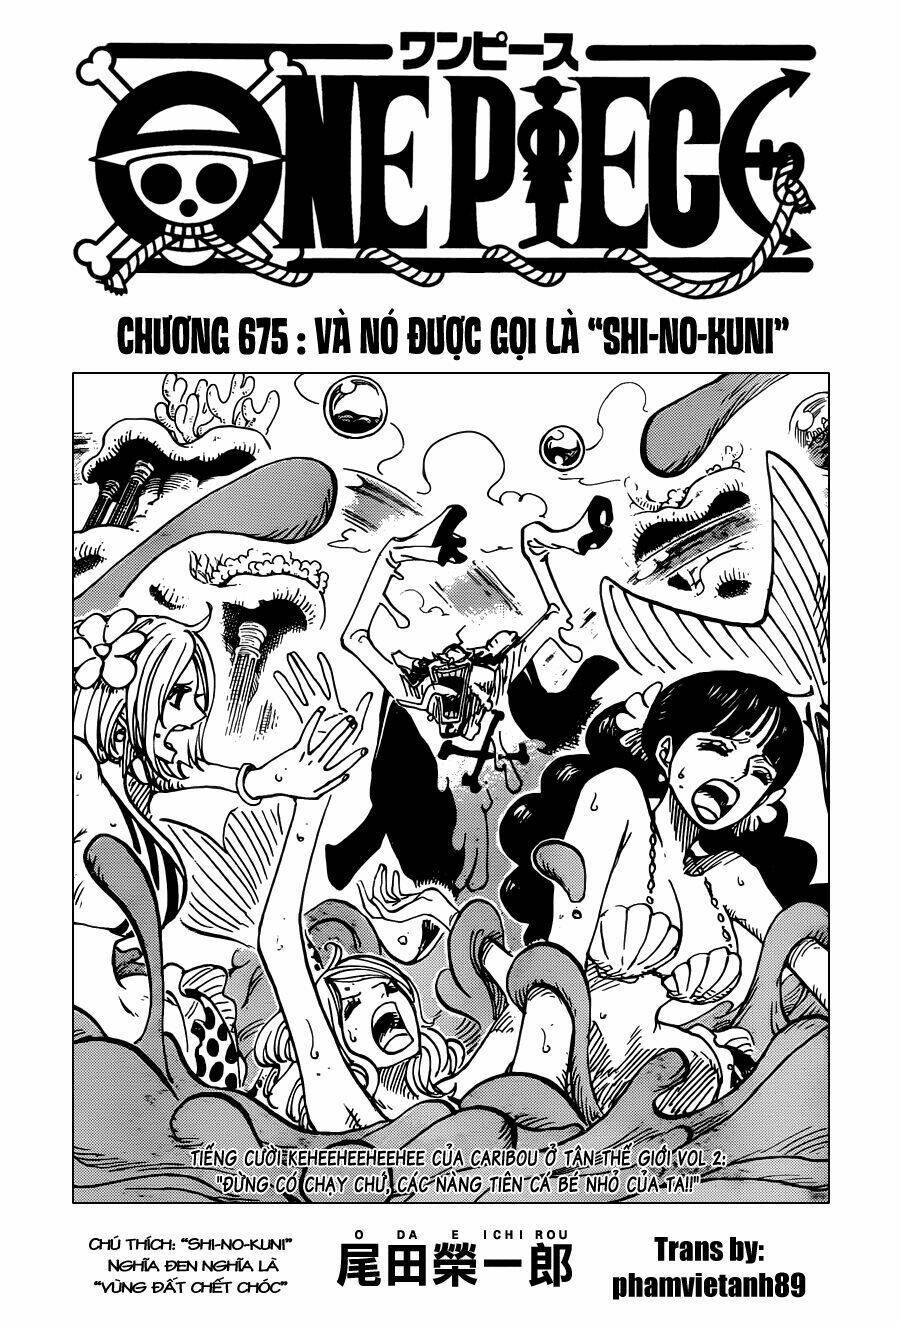 ワンピース
ONE PIECE
CHƯƠNG 675 : VÀ NÓ ĐƯỢC GỌI LÀ “SHI-NO-KUNI”
TIẾNG CƯỜI KEHEEHEEHEEHEE CỦA CARIBOU Ở TÂN THẾ GIỚI VOL 2:
"ĐỪNG CÓ CHẠY CHỨ, CÁC NÀNG TIÊN CÁ BÉ NHỎ CỦA TA!!"
CHÚ THÍCH: “SHI-NO-KUNI”
NGHĨA ĐEN NGHĨA LÀ
“VÙNG ĐẤT CHẾT CHÓC”
O DA E ICHI ROU
尾田榮一郎
Trans by:
phamvietanh89